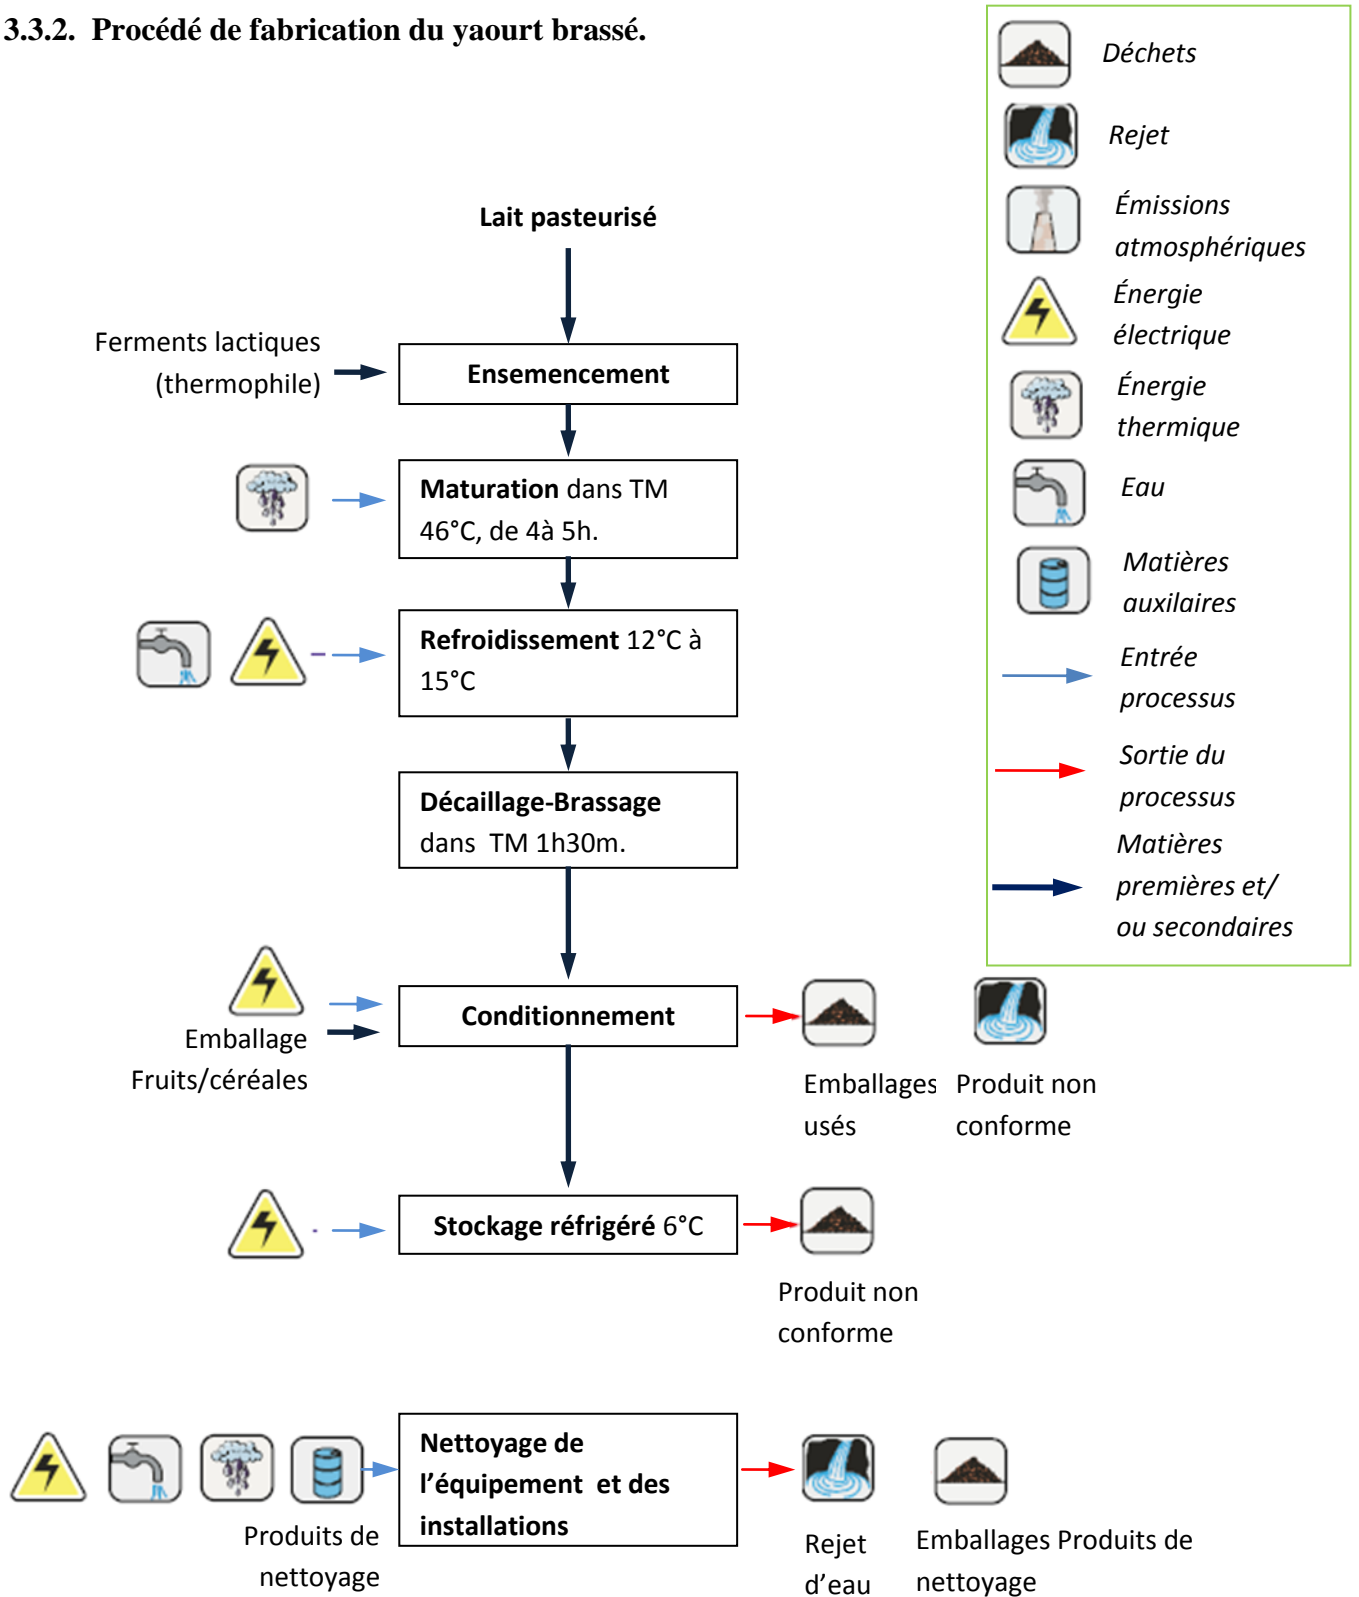 3.3.2. Procédé de fabrication du yaourt brassé.
Déchets
Rejet
Émissions
atmosphériques
Énergie
électrique
Énergie
thermique
Eau
Matières
auxilaires
Entrée
processus
Sortie du
processus
Matières
premières et/
ou secondaires
Lait pasteurisé
Ferments lactiques
(thermophile)
Ensemencement
Maturation dans TM
46°C, de 4à 5h.
Refroidissement 12°C à
15°C
Décaillage-Brassage
dans TM 1h30m.
Conditionnement
Emballage
Fruits/céréales
Emballages
usés
Produit non
conforme
Stockage réfrigéré 6°C
Produit non
conforme
Nettoyage de
l’équipement et des
installations
Produits de
nettoyage
Rejet
d’eau
Emballages Produits de
nettoyage